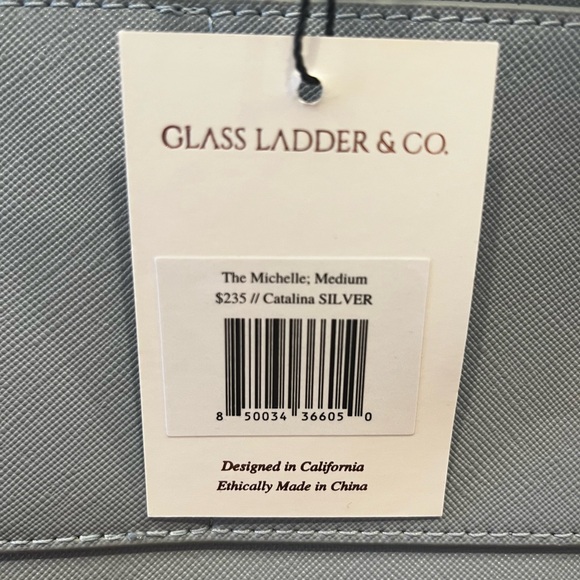 GLASS LADDER & CO.
The Michelle; Medium
$235 // Catalina SILVER
8 50034 36605 0
Designed in California
Ethically Made in China